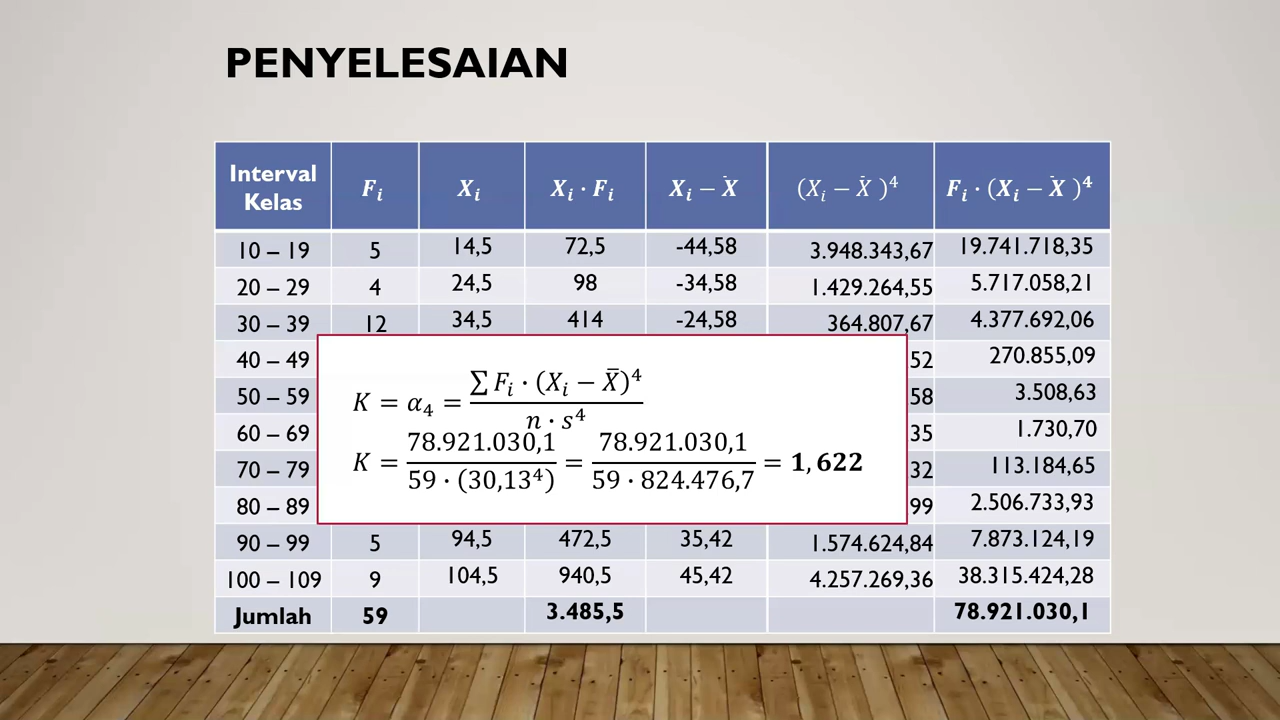 PENYELESAIAN
Interval Kelas F_i X_i X_i · F_i X_i − X̄ (X_i − X̄ )^4 F_i · (X_i − X̄ )^4
10 – 19 5 14,5 72,5 -44,58 3.948.343,67 19.741.718,35
20 – 29 4 24,5 98 -34,58 1.429.264,55 5.717.058,21
30 – 39 12 34,5 414 -24,58 364.807,67 4.377.692,06
40 – 49 52 270.855,09
50 – 59 58 3.508,63
60 – 69 35 1.730,70
70 – 79 32 113.184,65
80 – 89 99 2.506.733,93
90 – 99 5 94,5 472,5 35,42 1.574.624,84 7.873.124,19
100 – 109 9 104,5 940,5 45,42 4.257.269,36 38.315.424,28
Jumlah 59 3.485,5 78.921.030,1
K = α_4 = ∑ F_i · (X_i − X̄)^4 / n · s^4
K = 78.921.030,1 / 59 · (30,13^4) = 78.921.030,1 / 59 · 824.476,7 = 1,622